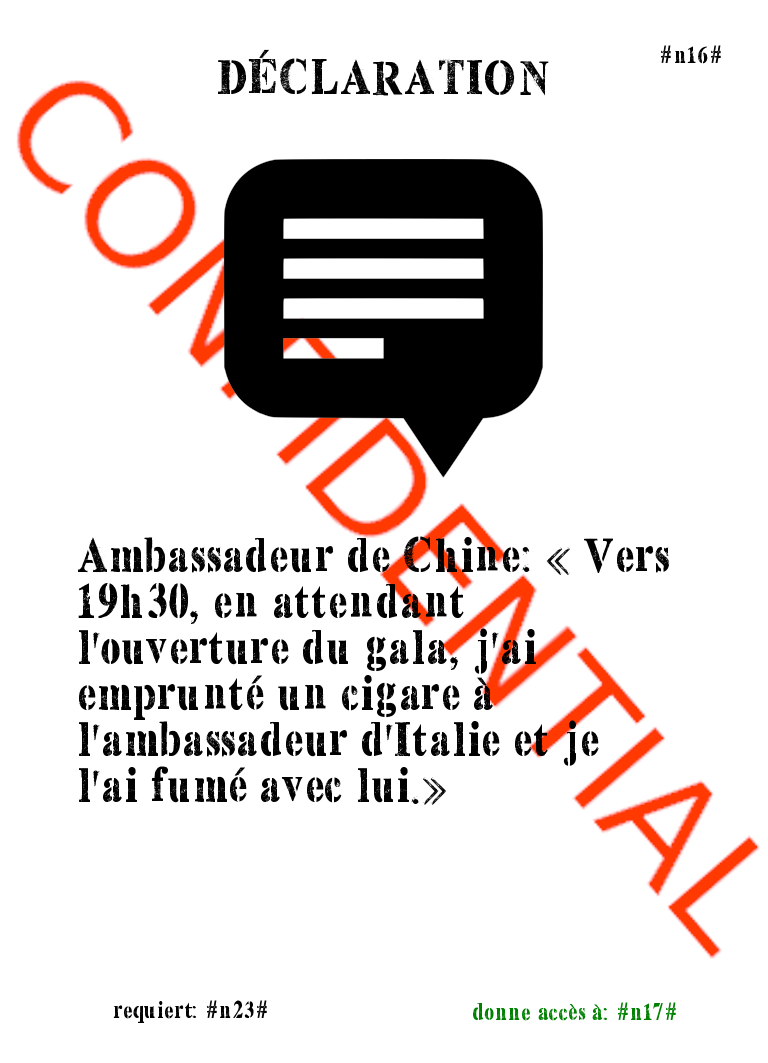 #n16#
DÉCLARATION
CONFIDENTIAL
Ambassadeur de Chine: « Vers
19h30, en attendant
l'ouverture du gala, j'ai
emprunté un cigare à
l'ambassadeur d'Italie et je
l'ai fumé avec lui.»
requiert: #n23#
donne accès à: #n17#